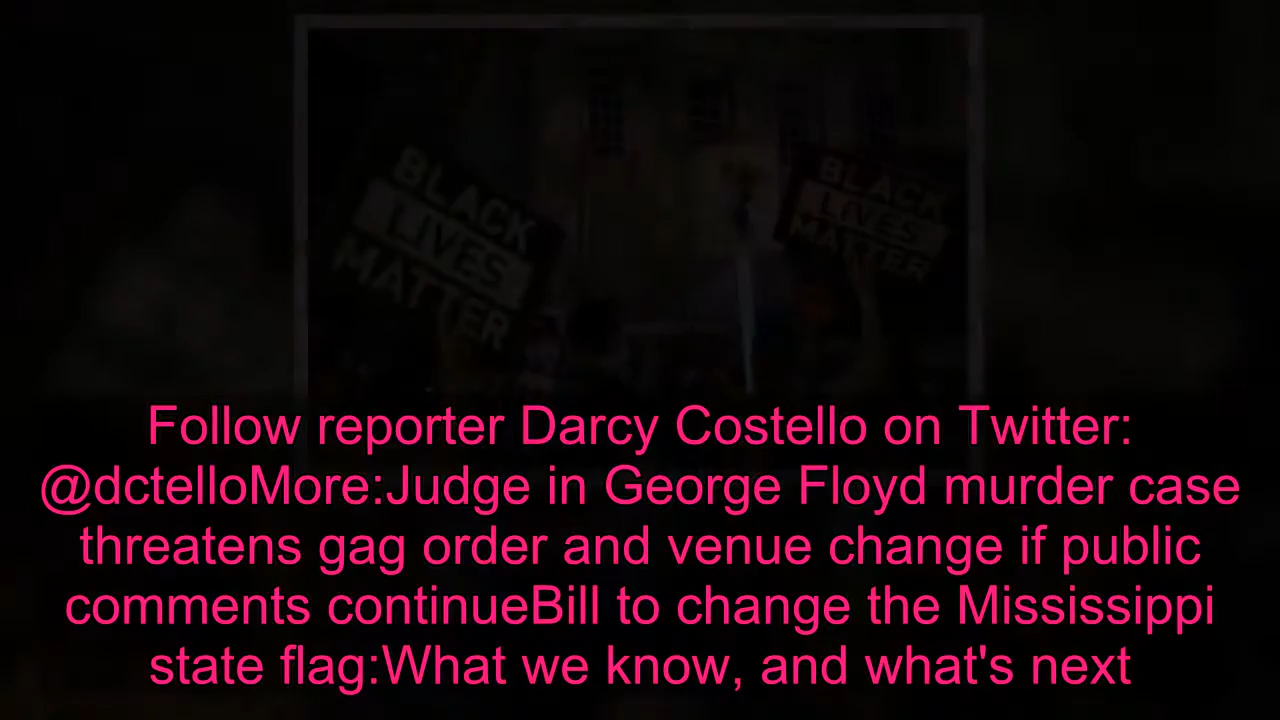 BLACK
LIVES
MATTER
BLACK
LIVES
MATTER
Follow reporter Darcy Costello on Twitter:
@dctelloMore:Judge in George Floyd murder case
threatens gag order and venue change if public
comments continueBill to change the Mississippi
state flag:What we know, and what's next